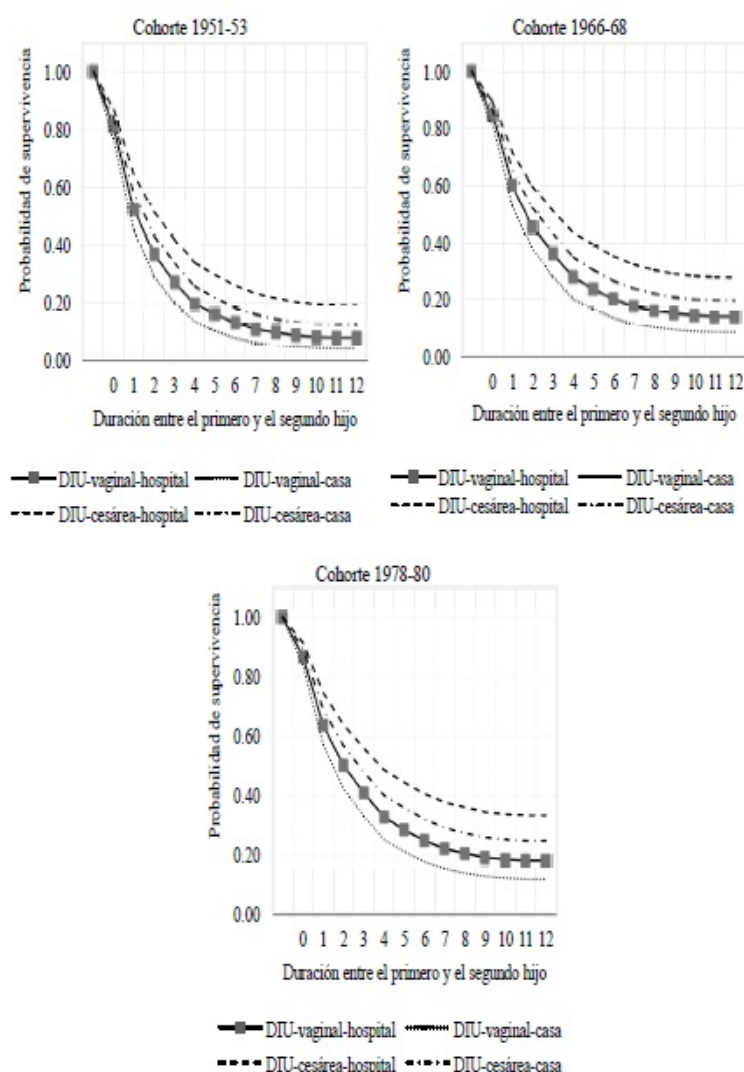 Cohorte 1951-53
Probabilidad de supervivencia
1.00
0.80
0.60
0.40
0.20
0.00
0 1 2 3 4 5 6 7 8 9 10 11 12
Duración entre el primero y el segundo hijo
DIU-vaginal-hospital DIU-vaginal-casa
DIU-cesárea-hospital DIU-cesárea-casa
Cohorte 1966-68
Probabilidad de supervivencia
1.00
0.80
0.60
0.40
0.20
0.00
0 1 2 3 4 5 6 7 8 9 10 11 12
Duración entre el primero y el segundo hijo
DIU-vaginal-hospital DIU-vaginal-casa
DIU-cesárea-hospital DIU-cesárea-casa
Cohorte 1978-80
Probabilidad de supervivencia
1.00
0.80
0.60
0.40
0.20
0.00
0 1 2 3 4 5 6 7 8 9 10 11 12
Duración entre el primero y el segundo hijo
DIU-vaginal-hospital DIU-vaginal-casa
DIU-cesárea-hospital DIU-cesárea-casa